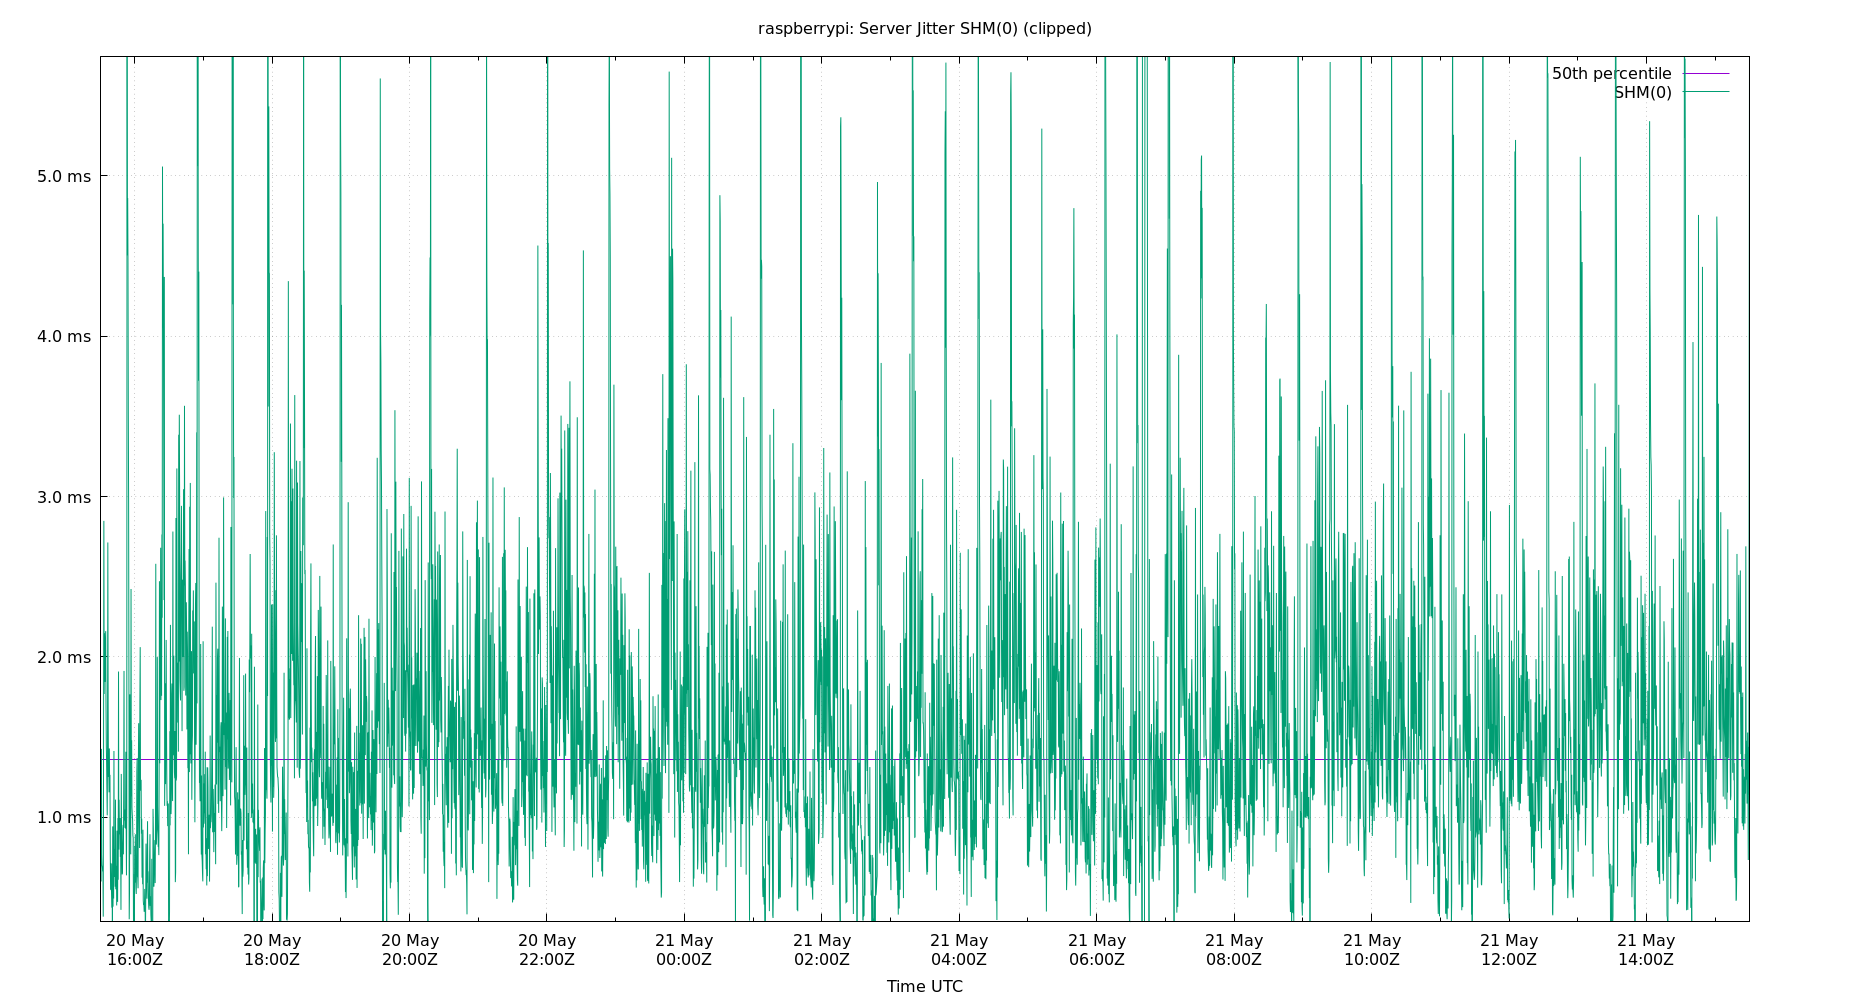 raspberrypi: Server Jitter SHM(0) (clipped)
50th percentile
SHM(0)
5.0 ms
4.0 ms
3.0 ms
2.0 ms
1.0 ms
20 May 20 May 20 May 20 May 21 May 21 May 21 May 21 May 21 May 21 May 21 May 21 May
16:00Z 18:00Z 20:00Z 22:00Z 00:00Z 02:00Z 04:00Z 06:00Z 08:00Z 10:00Z 12:00Z 14:00Z
Time UTC